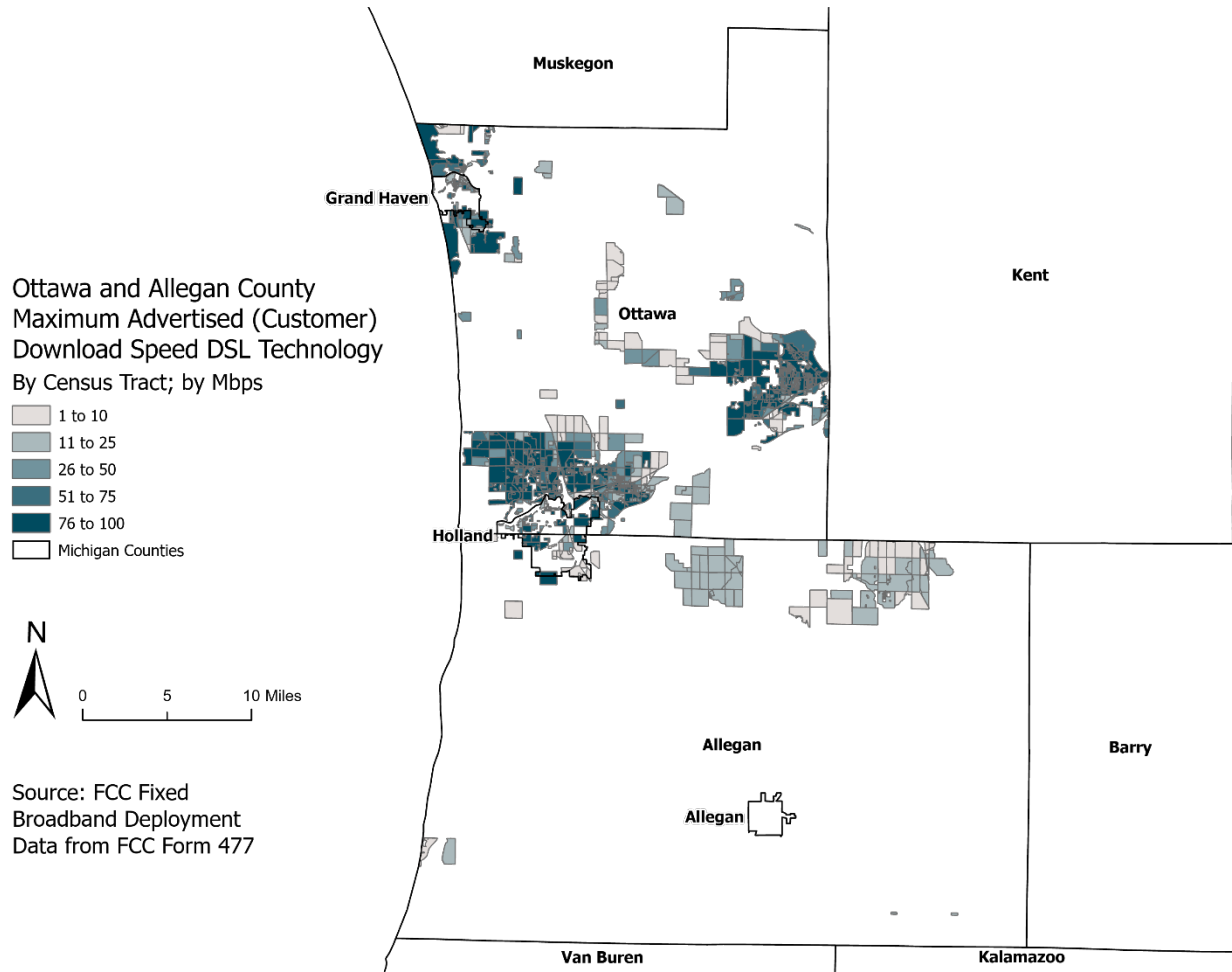 Muskegon
Grand Haven
Kent
Ottawa and Allegan County
Maximum Advertised (Customer)
Download Speed DSL Technology
By Census Tract; by Mbps
1 to 10
11 to 25
26 to 50
51 to 75
76 to 100
Michigan Counties
Ottawa
Holland
N
0 5 10 Miles
Allegan
Barry
Source: FCC Fixed
Broadband Deployment
Data from FCC Form 477
Allegan
Van Buren
Kalamazoo